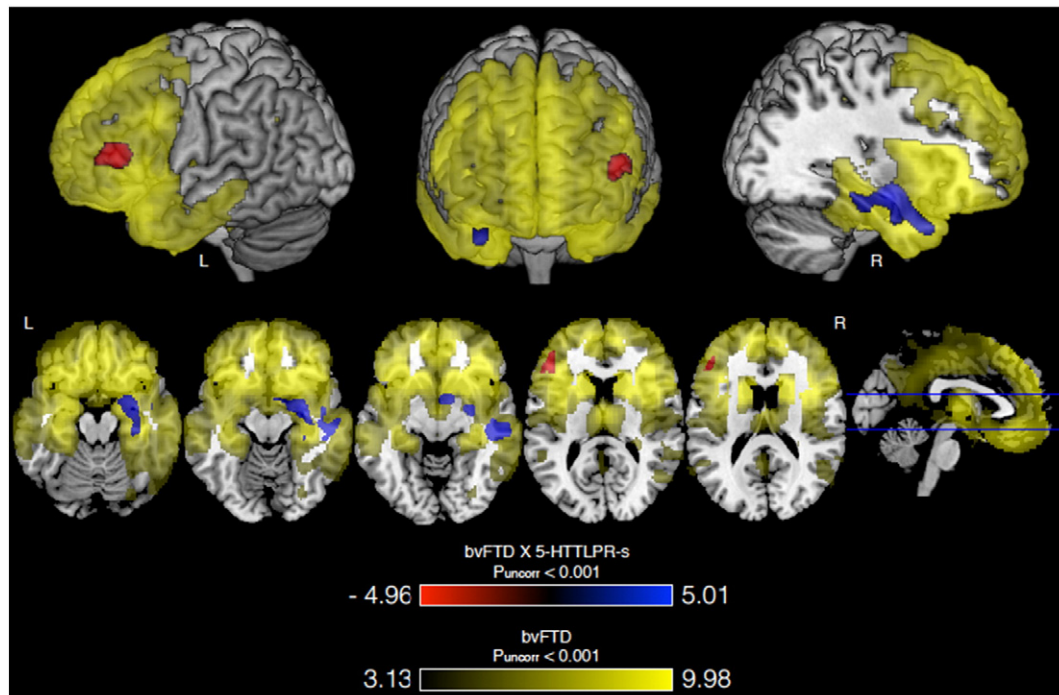 L
R
L
R
bvFTD X 5-HTTLPR-s
Puncorr < 0.001
- 4.96
5.01
bvFTD
Puncorr < 0.001
3.13
9.98